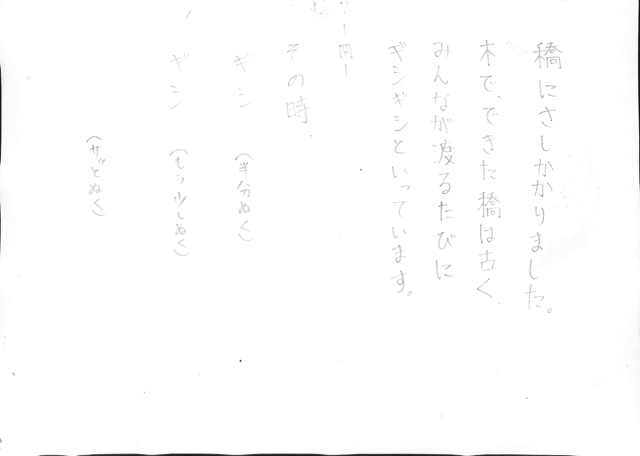 橋にさしかかりました。
木で、できた橋は古く、
みんなが渡るたびに
ギシギシといっています。
ー間ー
その時、
ギシ（半分ぬく）
ギシ（もう少しぬく）
（サッとぬく）